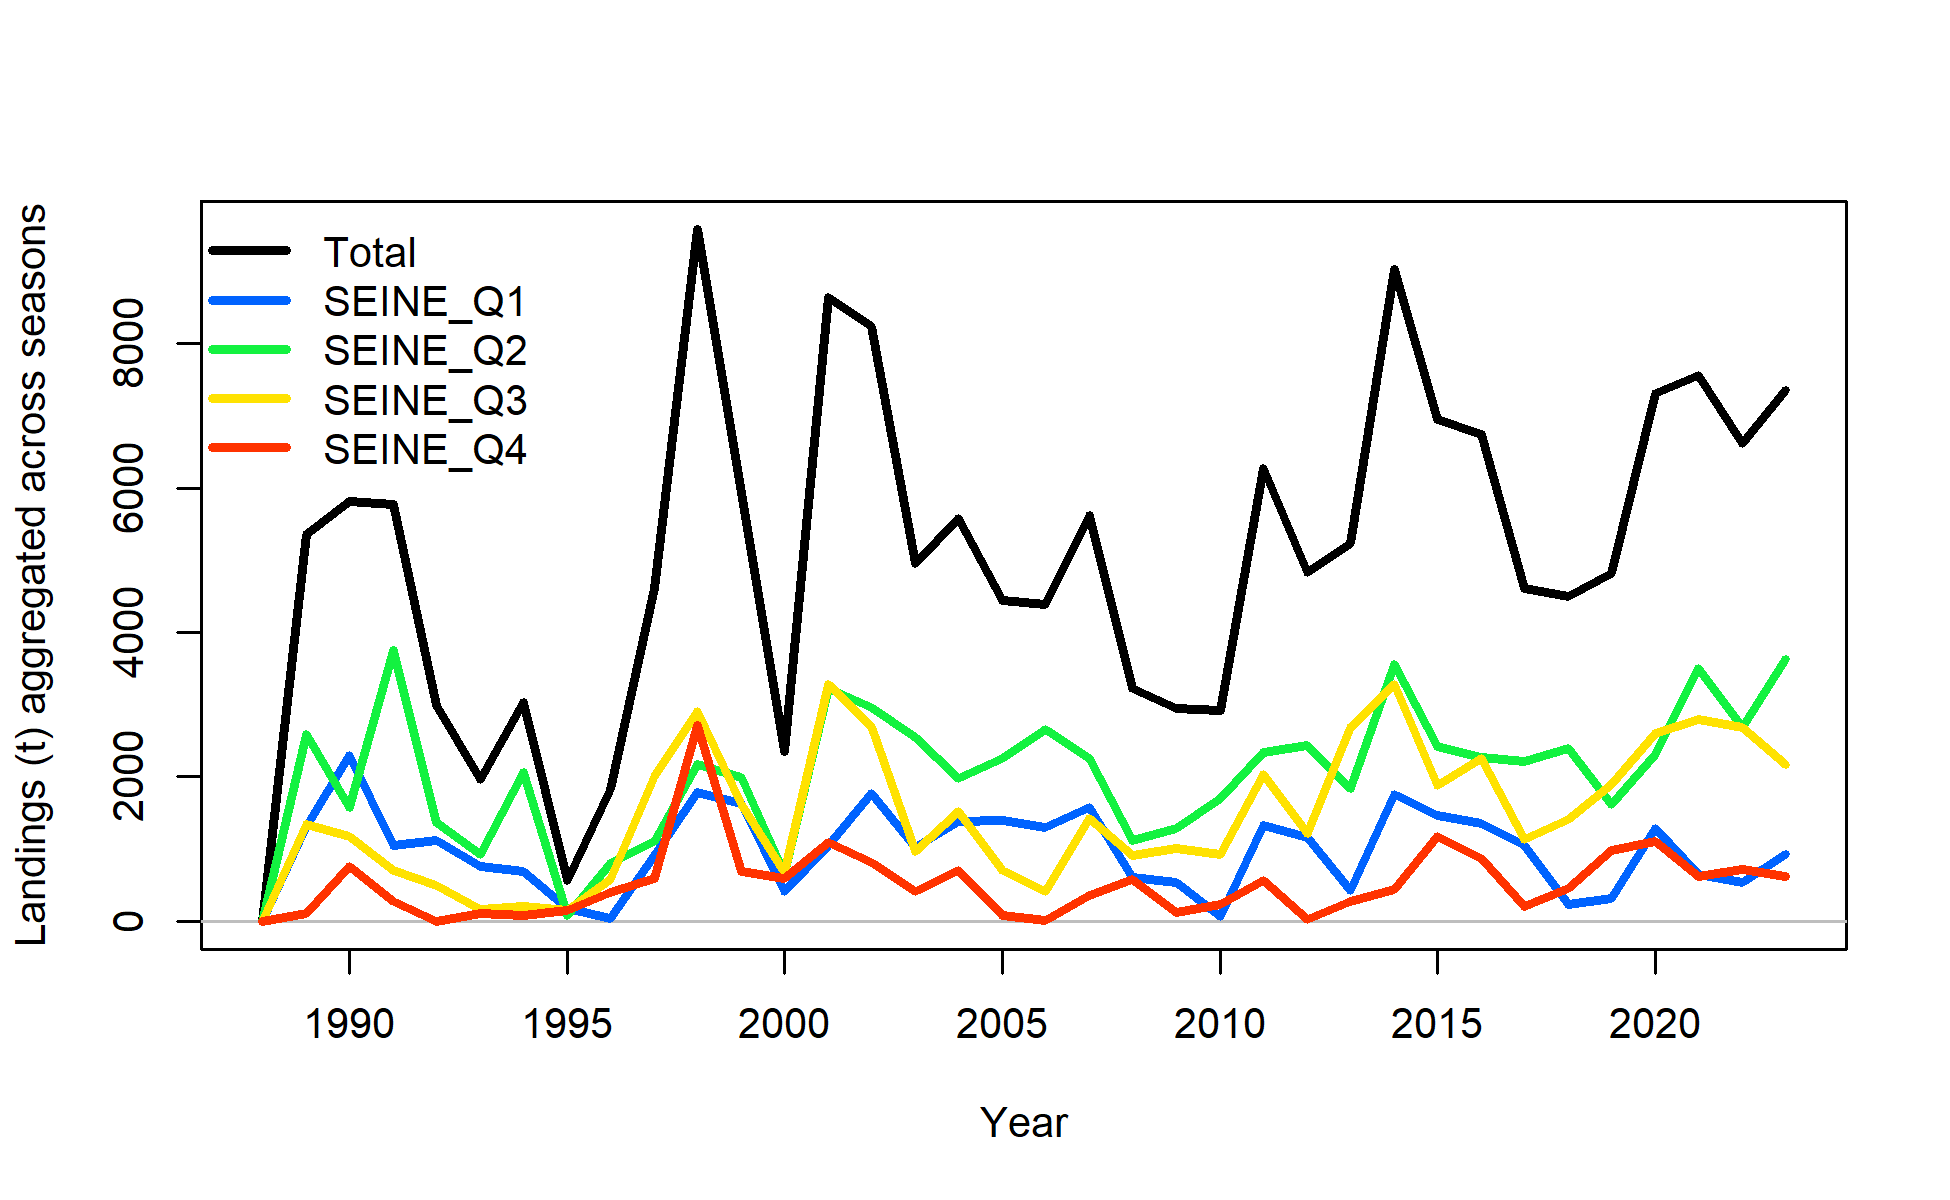 Landings (t) aggregated across seasons
8000
6000
4000
2000
0
Total
SEINE_Q1
SEINE_Q2
SEINE_Q3
SEINE_Q4
1990 1995 2000 2005 2010 2015 2020
Year